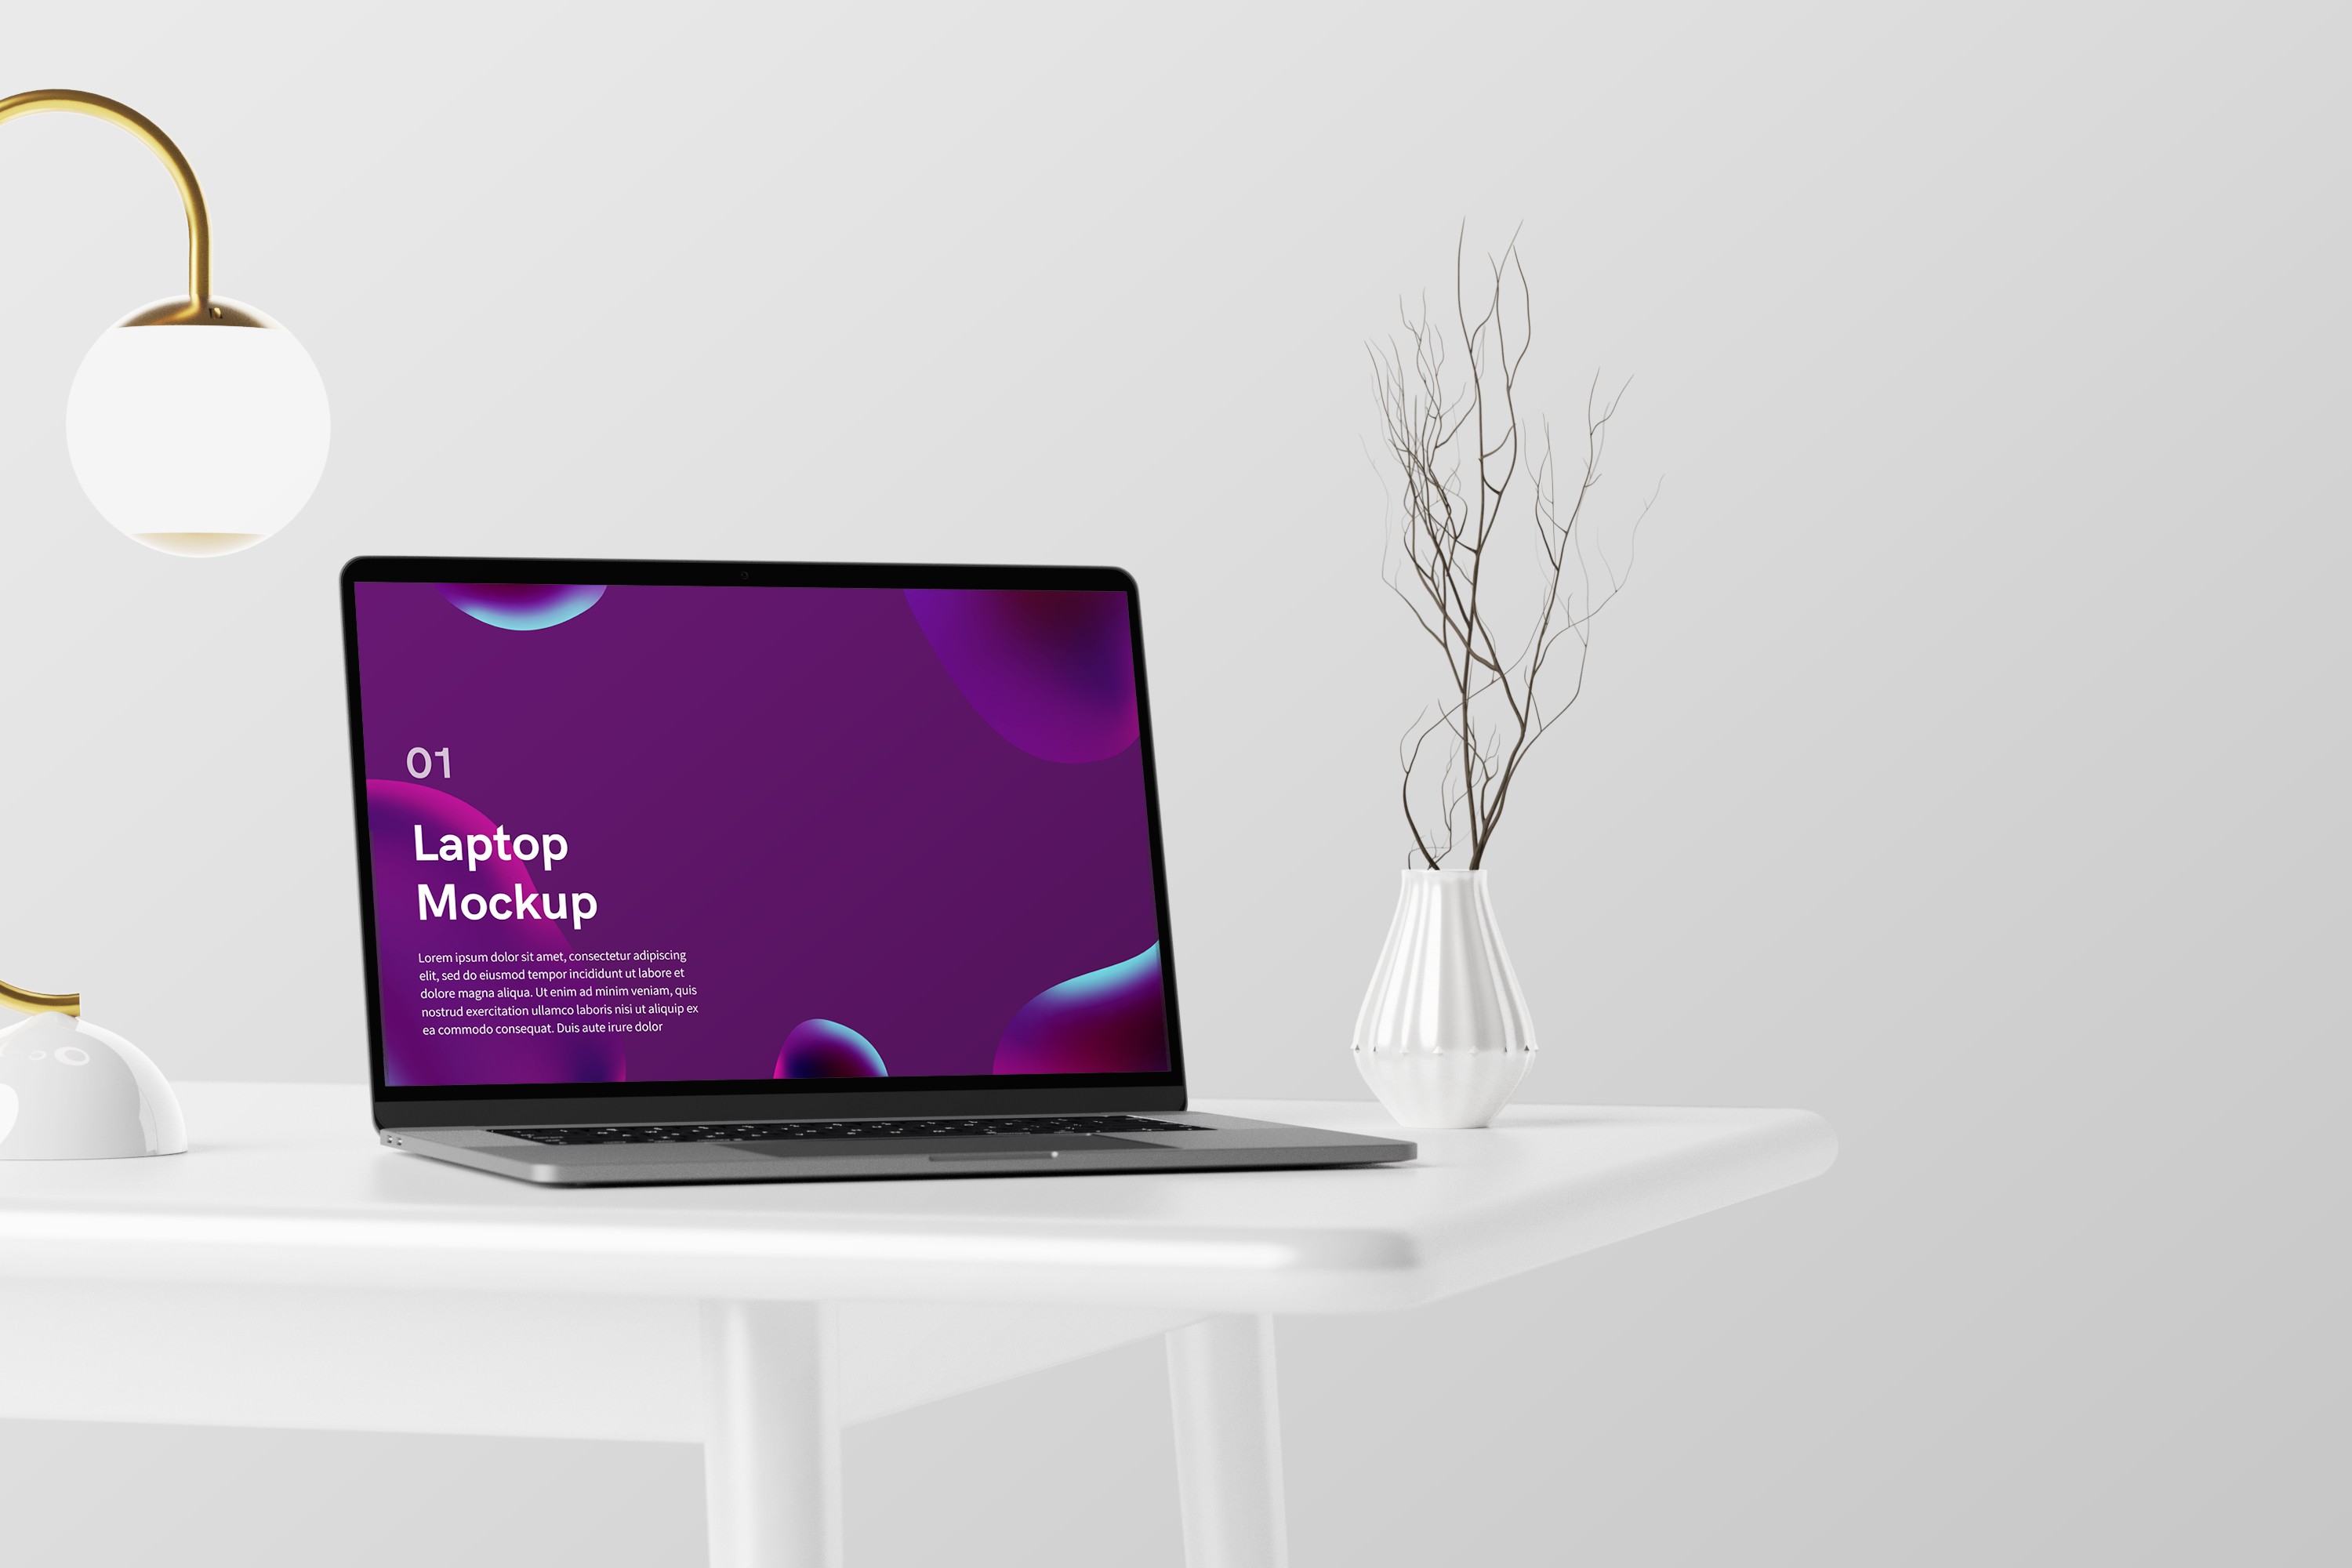 01
Laptop
Mockup
Lorem ipsum dolor sit amet, consectetur adipiscing
elit, sed do eiusmod tempor incididunt ut labore et
dolore magna aliqua. Ut enim ad minim veniam, quis
nostrud exercitation ullamco laboris nisi ut aliquip ex
ea commodo consequat. Duis aute irure dolor